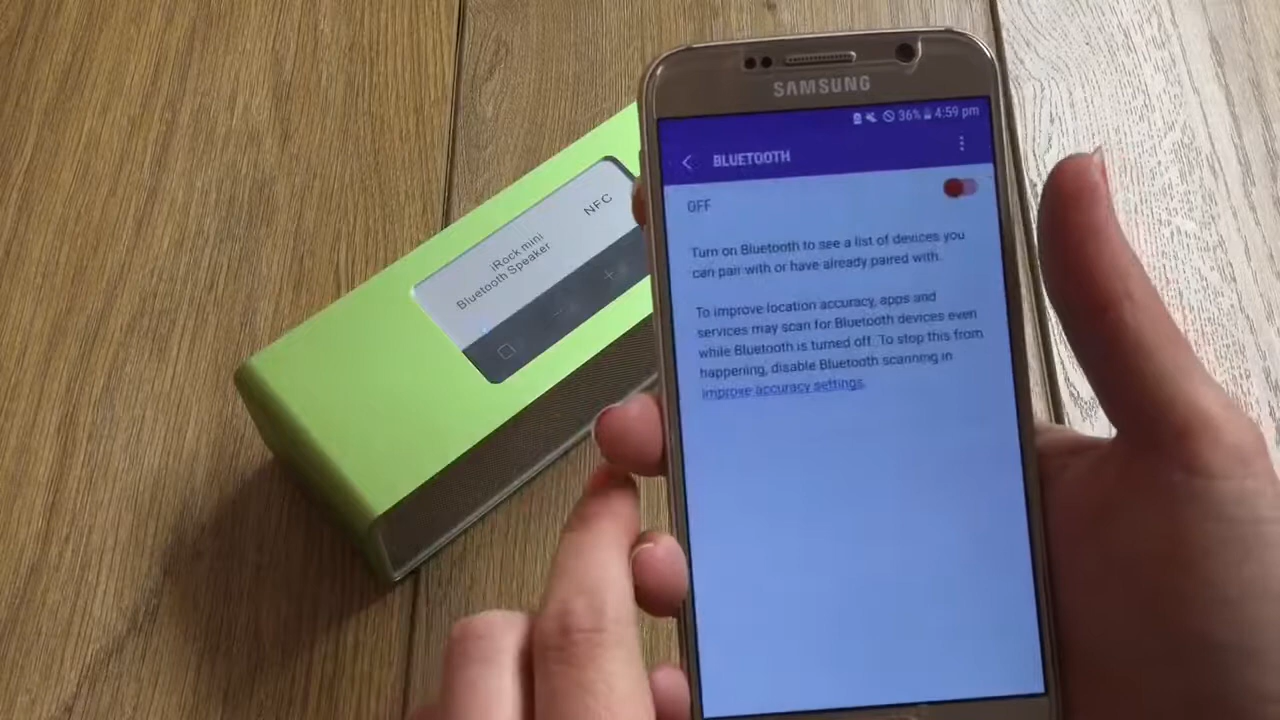 SAMSUNG
36% 4:59 pm
BLUETOOTH
OFF
Turn on Bluetooth to see a list of devices you
can pair with or have already paired with.
To improve location accuracy, apps and
services may scan for Bluetooth devices even
while Bluetooth is turned off. To stop this from
happening, disable Bluetooth scanning in
improve accuracy settings.
NFC
iRock mini
Bluetooth Speaker